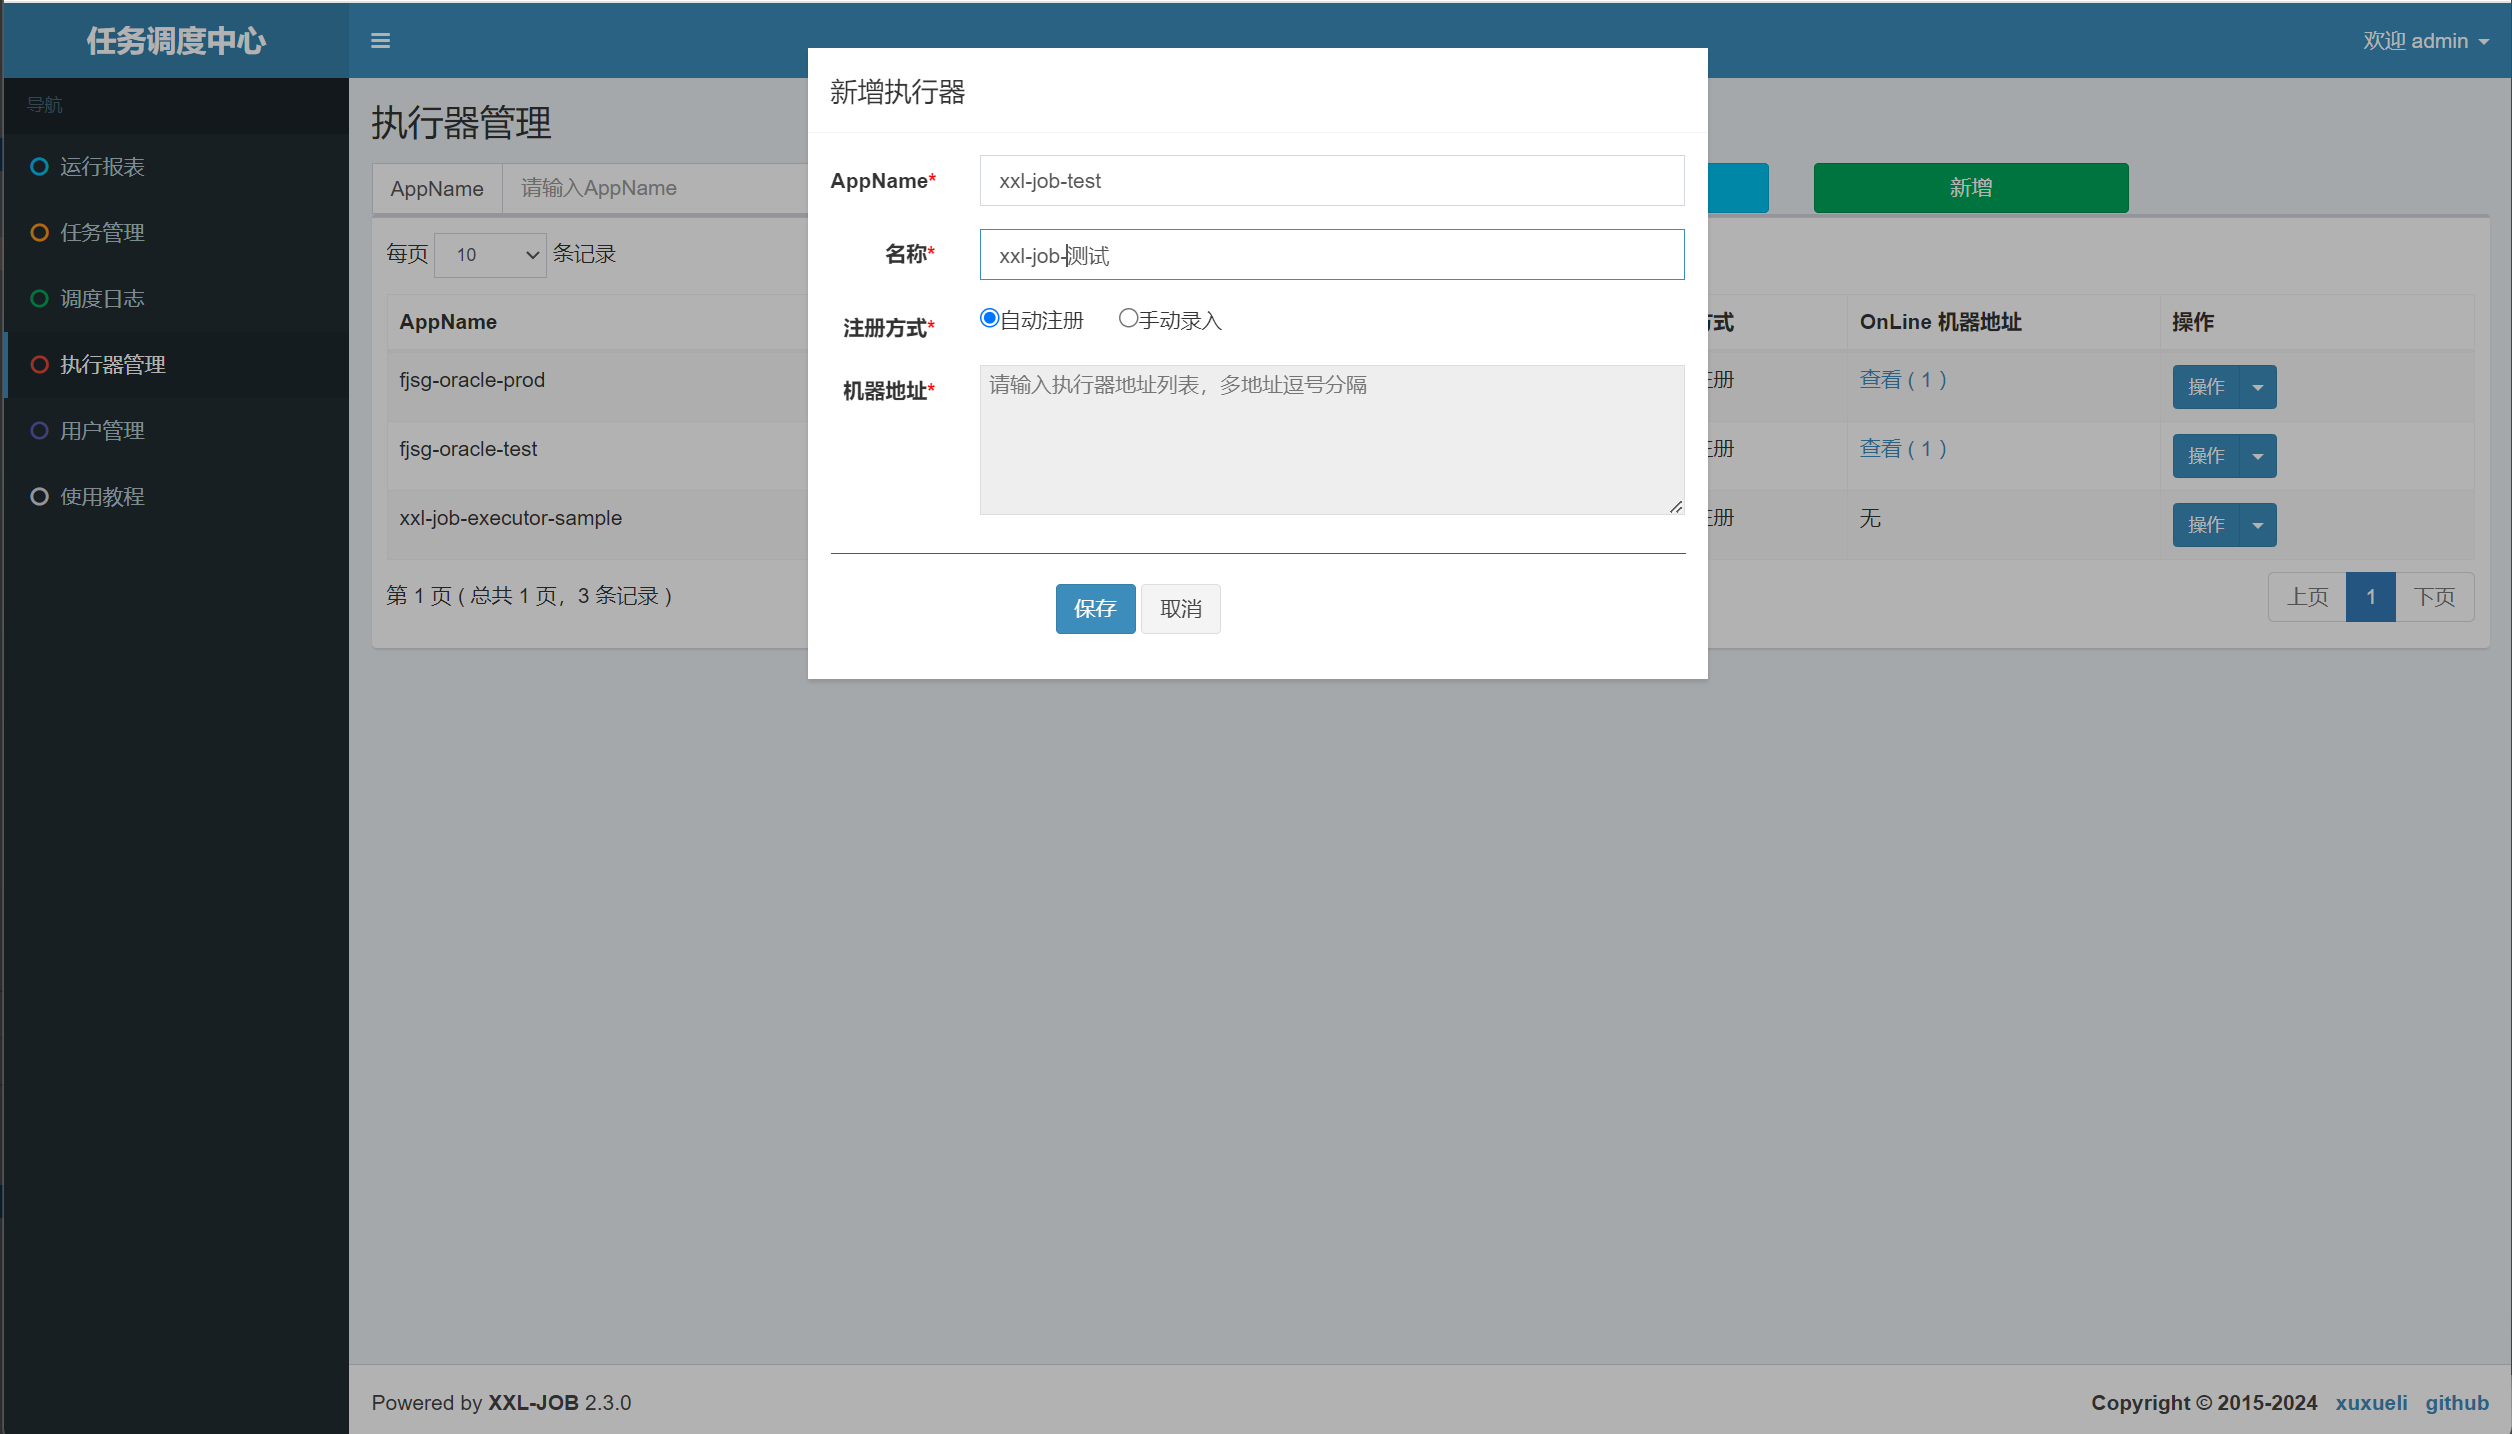 任务调度中心
欢迎 admin
导航
运行报表
任务管理
调度日志
执行器管理
用户管理
使用教程
执行器管理
AppName 请输入AppName
新增
每页 10 条记录
AppName 方式 OnLine 机器地址 操作
fjsg-oracle-prod 注册 查看 ( 1 ) 操作
fjsg-oracle-test 注册 查看 ( 1 ) 操作
xxl-job-executor-sample 注册 无 操作
第 1 页 ( 总共 1 页，3 条记录 )
上页 1 下页
新增执行器
AppName* xxl-job-test
名称* xxl-job-测试
注册方式* 自动注册 手动录入
机器地址* 请输入执行器地址列表，多地址逗号分隔
保存 取消
Powered by XXL-JOB 2.3.0
Copyright © 2015-2024 xuxueli github